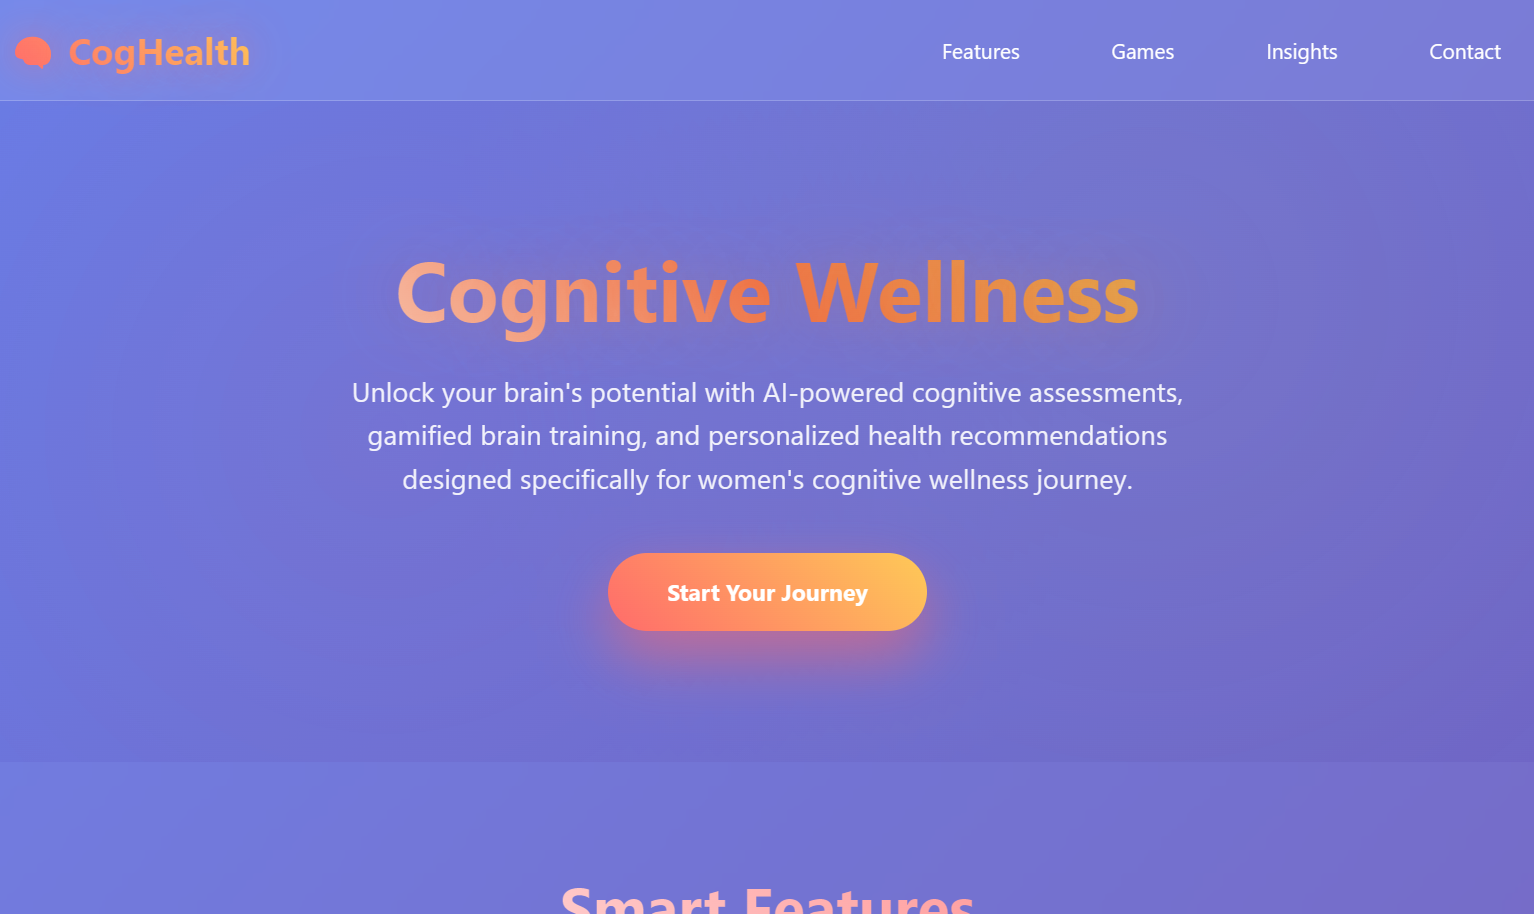 CogHealth
Features
Games
Insights
Contact
Cognitive Wellness
Unlock your brain's potential with AI-powered cognitive assessments,
gamified brain training, and personalized health recommendations
designed specifically for women's cognitive wellness journey.
Start Your Journey
Smart Features